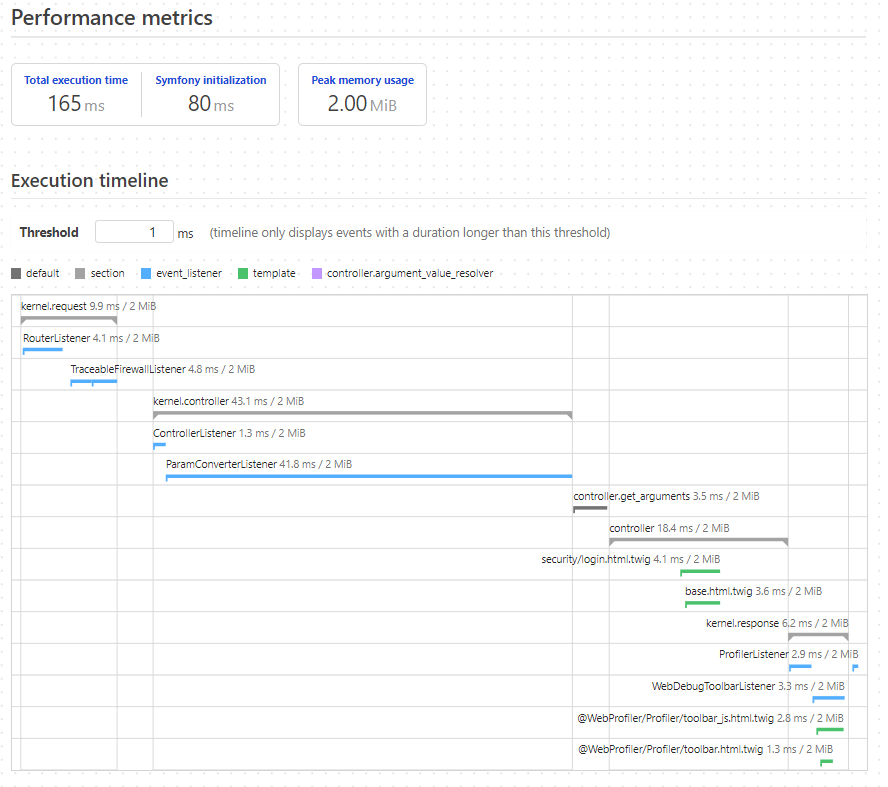 Performance metrics
Total execution time Symfony initialization Peak memory usage
165 ms 80 ms 2.00 MiB
Execution timeline
Threshold 1 ms (timeline only displays events with a duration longer than this threshold)
default section event_listener template controller.argument_value_resolver
kernel.request 9.9 ms / 2 MiB
RouterListener 4.1 ms / 2 MiB
TraceableFirewallListener 4.8 ms / 2 MiB
kernel.controller 43.1 ms / 2 MiB
ControllerListener 1.3 ms / 2 MiB
ParamConverterListener 41.8 ms / 2 MiB
controller.get_arguments 3.5 ms / 2 MiB
controller 18.4 ms / 2 MiB
security/login.html.twig 4.1 ms / 2 MiB
base.html.twig 3.6 ms / 2 MiB
kernel.response 6.2 ms / 2 MiB
ProfilerListener 2.9 ms / 2 MiB
WebDebugToolbarListener 3.3 ms / 2 MiB
@WebProfiler/Profiler/toolbar_js.html.twig 2.8 ms / 2 MiB
@WebProfiler/Profiler/toolbar.html.twig 1.3 ms / 2 MiB